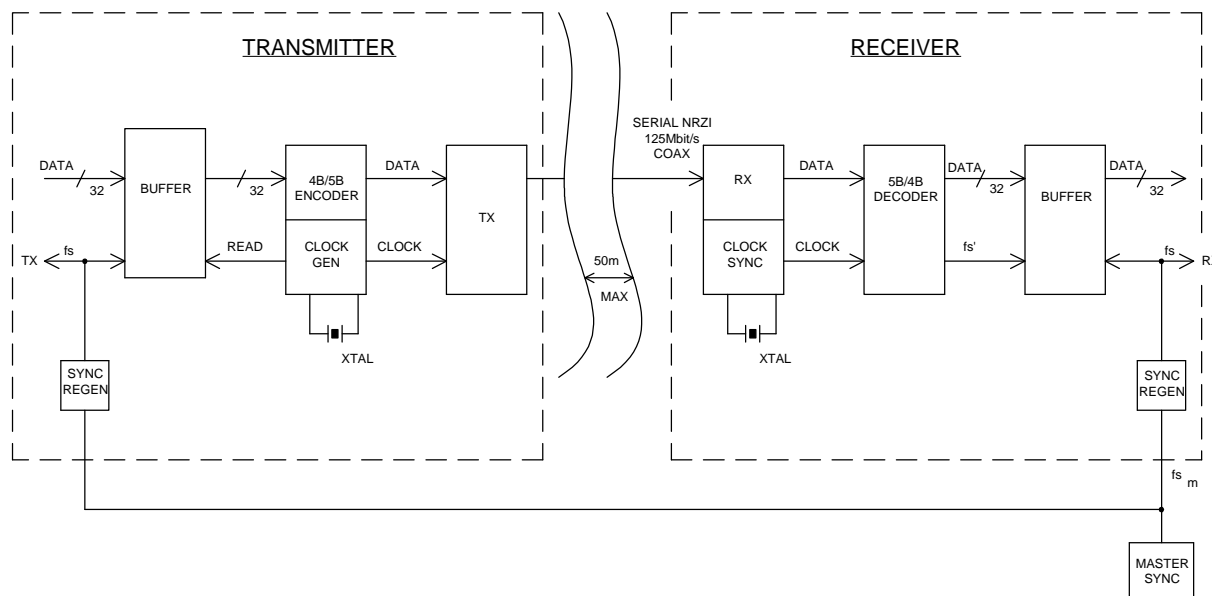 TRANSMITTER
RECEIVER
SERIAL NRZI
125Mbit/s
COAX
DATA
32
BUFFER
32
4B/5B
ENCODER
DATA
TX
RX
DATA
5B/4B
DECODER
DATA
32
BUFFER
DATA
32
TX
fs
READ
CLOCK
GEN
CLOCK
50m
MAX
CLOCK
SYNC
CLOCK
fs'
fs
R
XTAL
XTAL
SYNC
REGEN
SYNC
REGEN
fs m
MASTER
SYNC